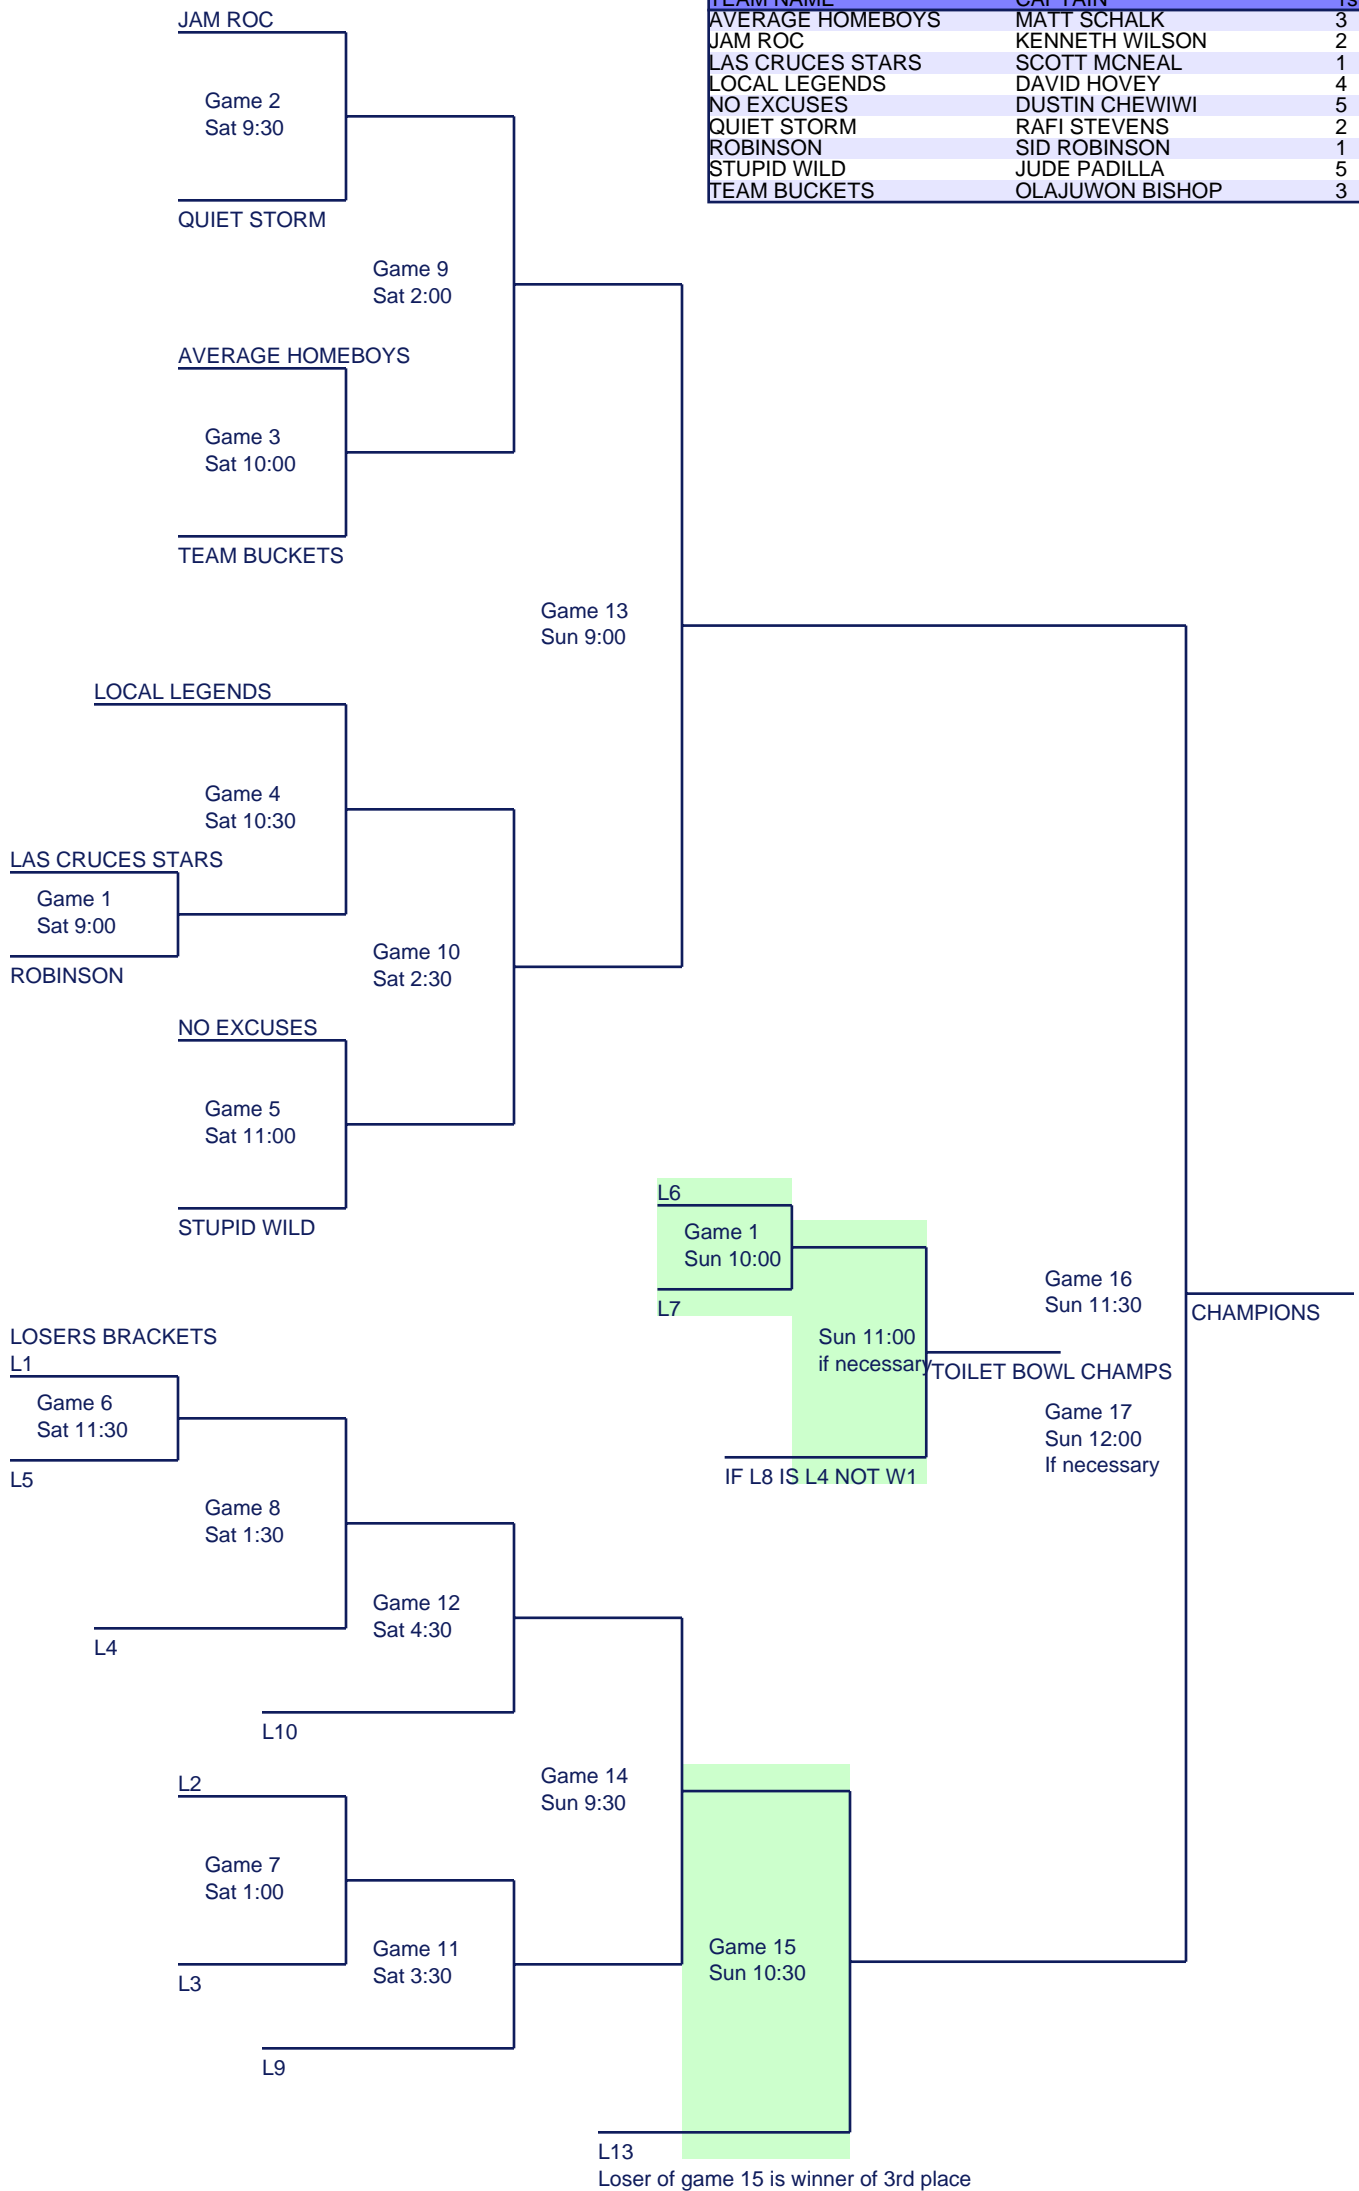 TEAM NAME CAPTAIN
AVERAGE HOMEBOYS MATT SCHALK 3
JAM ROC KENNETH WILSON 2
LAS CRUCES STARS SCOTT MCNEAL 1
LOCAL LEGENDS DAVID HOVEY 4
NO EXCUSES DUSTIN CHEWIWI 5
QUIET STORM RAFI STEVENS 2
ROBINSON SID ROBINSON 1
STUPID WILD JUDE PADILLA 5
TEAM BUCKETS OLAJUWON BISHOP 3
JAM ROC
Game 2
Sat 9:30
QUIET STORM
Game 9
Sat 2:00
AVERAGE HOMEBOYS
Game 3
Sat 10:00
TEAM BUCKETS
Game 13
Sun 9:00
LOCAL LEGENDS
Game 4
Sat 10:30
LAS CRUCES STARS
Game 1
Sat 9:00
ROBINSON
Game 10
Sat 2:30
NO EXCUSES
Game 5
Sat 11:00
STUPID WILD
L6
Game 1
Sun 10:00
L7
Sun 11:00
if necessary
TOILET BOWL CHAMPS
IF L8 IS L4 NOT W1
Game 16
Sun 11:30
CHAMPIONS
Game 17
Sun 12:00
If necessary
LOSERS BRACKETS
L1
Game 6
Sat 11:30
L5
Game 8
Sat 1:30
L4
Game 12
Sat 4:30
L10
Game 14
Sun 9:30
L2
Game 7
Sat 1:00
L3
Game 11
Sat 3:30
L9
Game 15
Sun 10:30
L13
Loser of game 15 is winner of 3rd place